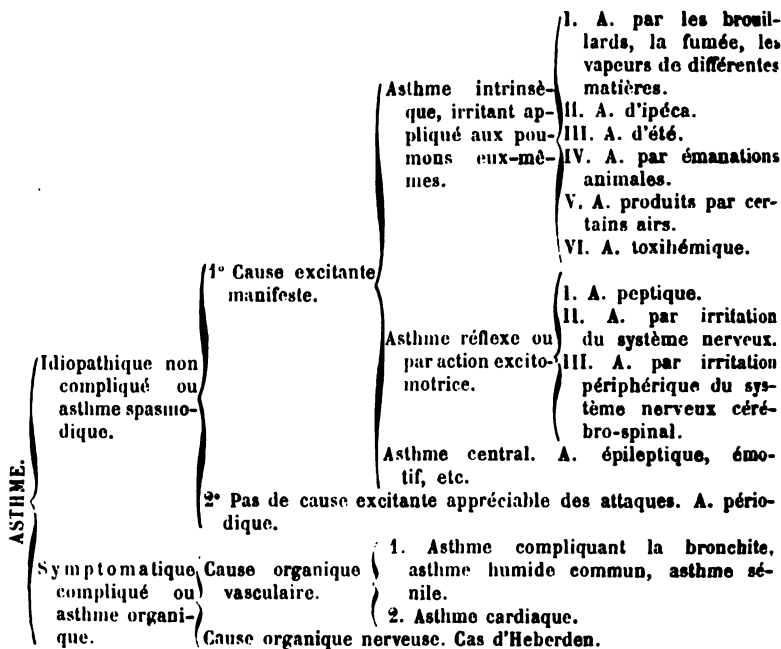 ASTHME.
Idiopathique non
compliqué ou
asthme spasmo-
dique.
1° Cause excitante
manifeste.
Asthme intrinsè-
que, irritant ap-
pliqué aux pou-
mons eux-mê-
mes.
I. A. par les brouil-
lards, la fumée, les
vapeurs de différentes
matières.
II. A. d'ipéca.
III. A. d'été.
IV. A. par émanations
animales.
V. A. produits par cer-
tains airs.
VI. A. toxihémique.
Asthme réflexe ou
par action excito-
motrice.
I. A. peptique.
II. A. par irritation
du système nerveux.
III. A. par irritation
périphérique du sys-
tème nerveux céré-
bro-spinal.
Asthme central. A. épileptique, émo-
tif, etc.
2° Pas de cause excitante appréciable des attaques. A. pério-
dique.
Symptomatique
compliqué ou
asthme organi-
que.
Cause organique
vasculaire.
1. Asthme compliquant la bronchite,
asthme humide commun, asthme sé-
nile.
2. Asthme cardiaque.
Cause organique nerveuse. Cas d'Heberden.